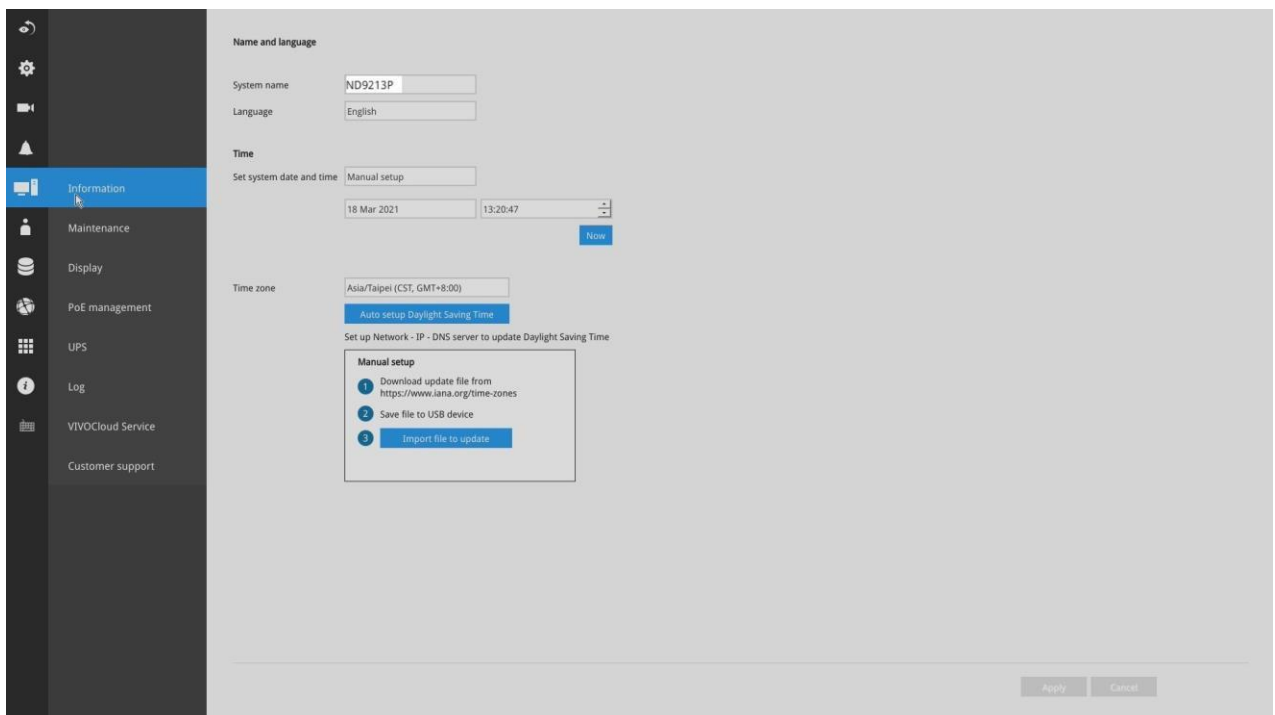 Information
Maintenance
Display
PoE management
UPS
Log
VIVOCloud Service
Customer support
Name and language
System name ND9213P
Language English
Time
Set system date and time Manual setup
18 Mar 2021 13:20:47
Now
Time zone Asia/Taipei (CST, GMT+8:00)
Auto setup Daylight Saving Time
Set up Network - IP - DNS server to update Daylight Saving Time
Manual setup
1 Download update file from
https://www.iana.org/time-zones
2 Save file to USB device
3 Import file to update
Apply Cancel